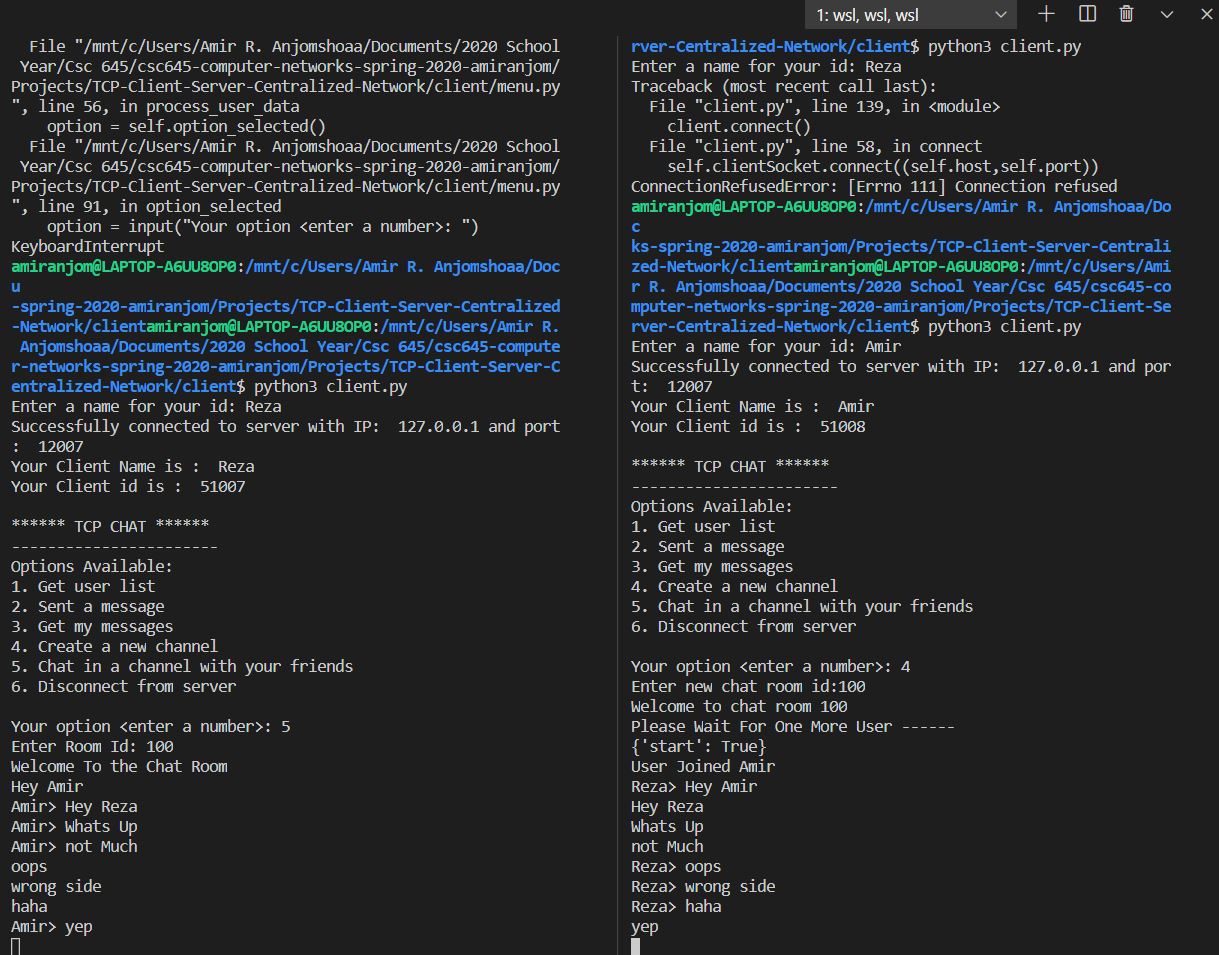 1: wsl, wsl, wsl
  File "/mnt/c/Users/Amir R. Anjomshoaa/Documents/2020 School
 Year/Csc 645/csc645-computer-networks-spring-2020-amiranjom/
Projects/TCP-Client-Server-Centralized-Network/client/menu.py
", line 56, in process_user_data
    option = self.option_selected()
  File "/mnt/c/Users/Amir R. Anjomshoaa/Documents/2020 School
 Year/Csc 645/csc645-computer-networks-spring-2020-amiranjom/
Projects/TCP-Client-Server-Centralized-Network/client/menu.py
", line 91, in option_selected
    option = input("Your option <enter a number>: ")
KeyboardInterrupt
amiranjom@LAPTOP-A6UU8OP0:/mnt/c/Users/Amir R. Anjomshoaa/Doc
u
-spring-2020-amiranjom/Projects/TCP-Client-Server-Centralized
-Network/clientamiranjom@LAPTOP-A6UU8OP0:/mnt/c/Users/Amir R.
 Anjomshoaa/Documents/2020 School Year/Csc 645/csc645-compute
r-networks-spring-2020-amiranjom/Projects/TCP-Client-Server-C
entralized-Network/client$ python3 client.py
Enter a name for your id: Reza
Successfully connected to server with IP:  127.0.0.1 and port
:  12007
Your Client Name is :  Reza
Your Client id is :  51007

****** TCP CHAT ******
-----------------------
Options Available:
1. Get user list
2. Sent a message
3. Get my messages
4. Create a new channel
5. Chat in a channel with your friends
6. Disconnect from server

Your option <enter a number>: 5
Enter Room Id: 100
Welcome To the Chat Room
Hey Amir
Amir> Hey Reza
Amir> Whats Up
Amir> not Much
oops
wrong side
haha
Amir> yep
rver-Centralized-Network/client$ python3 client.py
Enter a name for your id: Reza
Traceback (most recent call last):
  File "client.py", line 139, in <module>
    client.connect()
  File "client.py", line 58, in connect
    self.clientSocket.connect((self.host,self.port))
ConnectionRefusedError: [Errno 111] Connection refused
amiranjom@LAPTOP-A6UU8OP0:/mnt/c/Users/Amir R. Anjomshoaa/Do
c
ks-spring-2020-amiranjom/Projects/TCP-Client-Server-Centrali
zed-Network/clientamiranjom@LAPTOP-A6UU8OP0:/mnt/c/Users/Ami
r R. Anjomshoaa/Documents/2020 School Year/Csc 645/csc645-co
mputer-networks-spring-2020-amiranjom/Projects/TCP-Client-Se
rver-Centralized-Network/client$ python3 client.py
Enter a name for your id: Amir
Successfully connected to server with IP:  127.0.0.1 and por
t:  12007
Your Client Name is :  Amir
Your Client id is :  51008

****** TCP CHAT ******
-----------------------
Options Available:
1. Get user list
2. Sent a message
3. Get my messages
4. Create a new channel
5. Chat in a channel with your friends
6. Disconnect from server

Your option <enter a number>: 4
Enter new chat room id:100
Welcome to chat room 100
Please Wait For One More User ------
{'start': True}
User Joined Amir
Reza> Hey Amir
Hey Reza
Whats Up
not Much
Reza> oops
Reza> wrong side
Reza> haha
yep